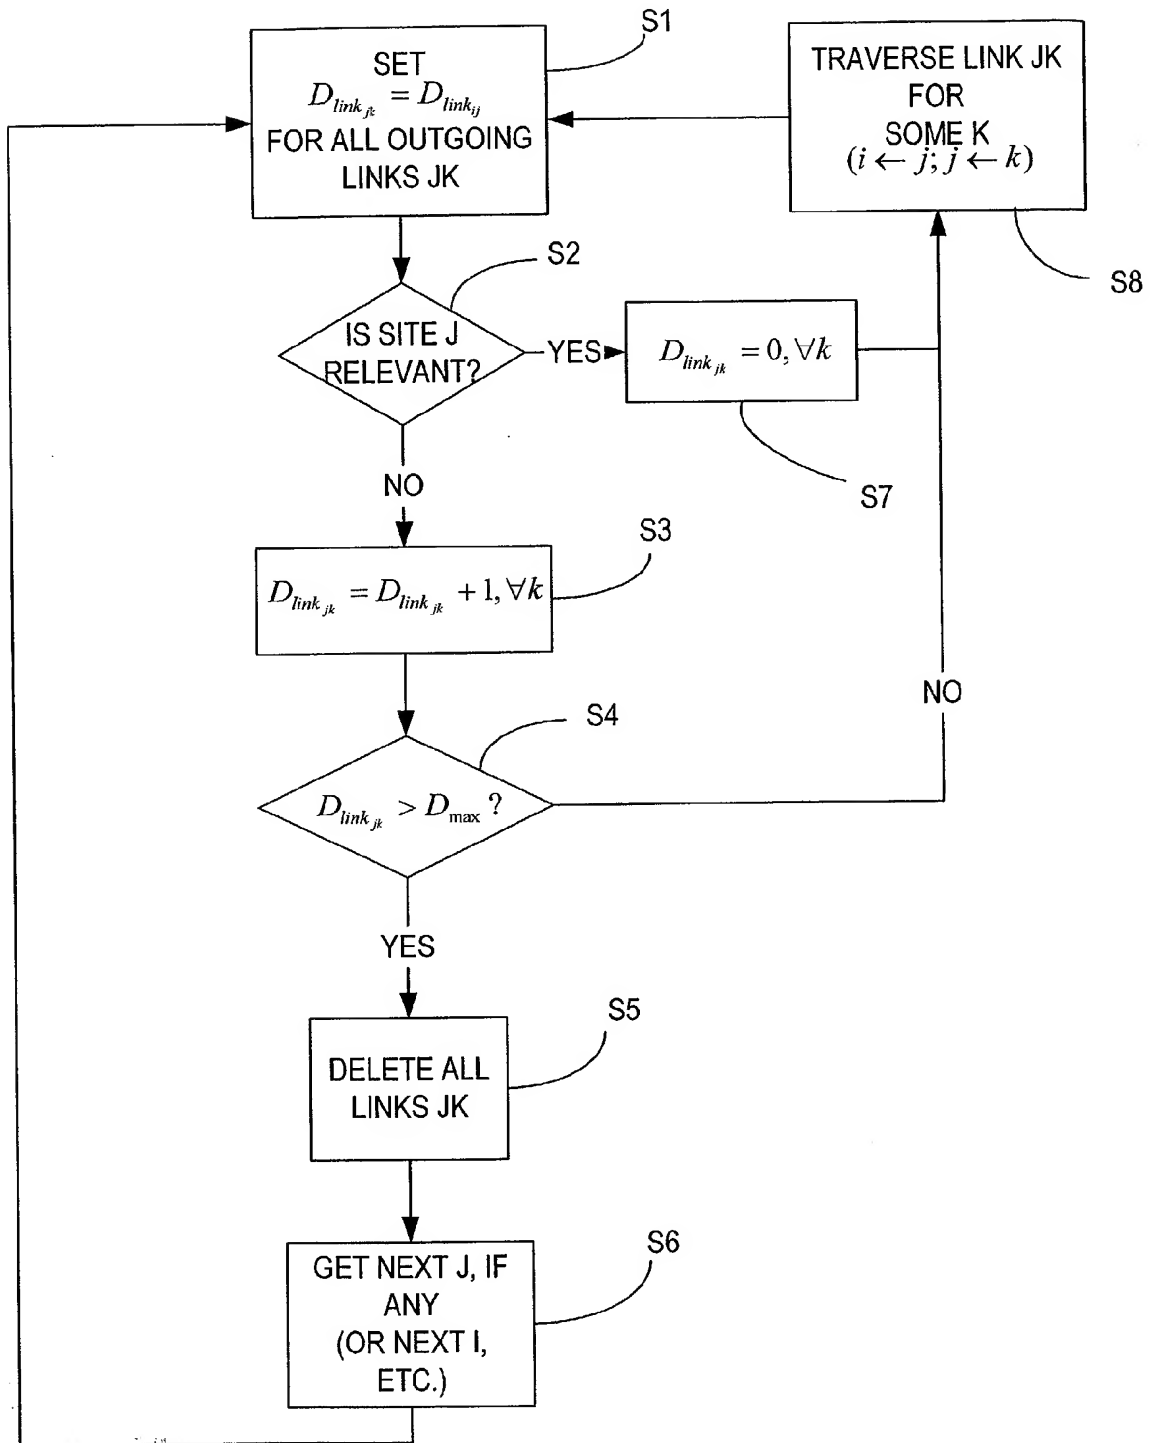 S1
SET
D_{link_{jk}} = D_{link_{ij}}
FOR ALL OUTGOING
LINKS JK
TRAVERSE LINK JK
FOR
SOME K
(i ← j; j ← k)
S8
S2
IS SITE J
RELEVANT?
YES
D_{link_{jk}} = 0, ∀k
S7
NO
S3
D_{link_{jk}} = D_{link_{jk}} + 1, ∀k
S4
D_{link_{jk}} > D_{max} ?
NO
YES
S5
DELETE ALL
LINKS JK
S6
GET NEXT J, IF
ANY
(OR NEXT I,
ETC.)